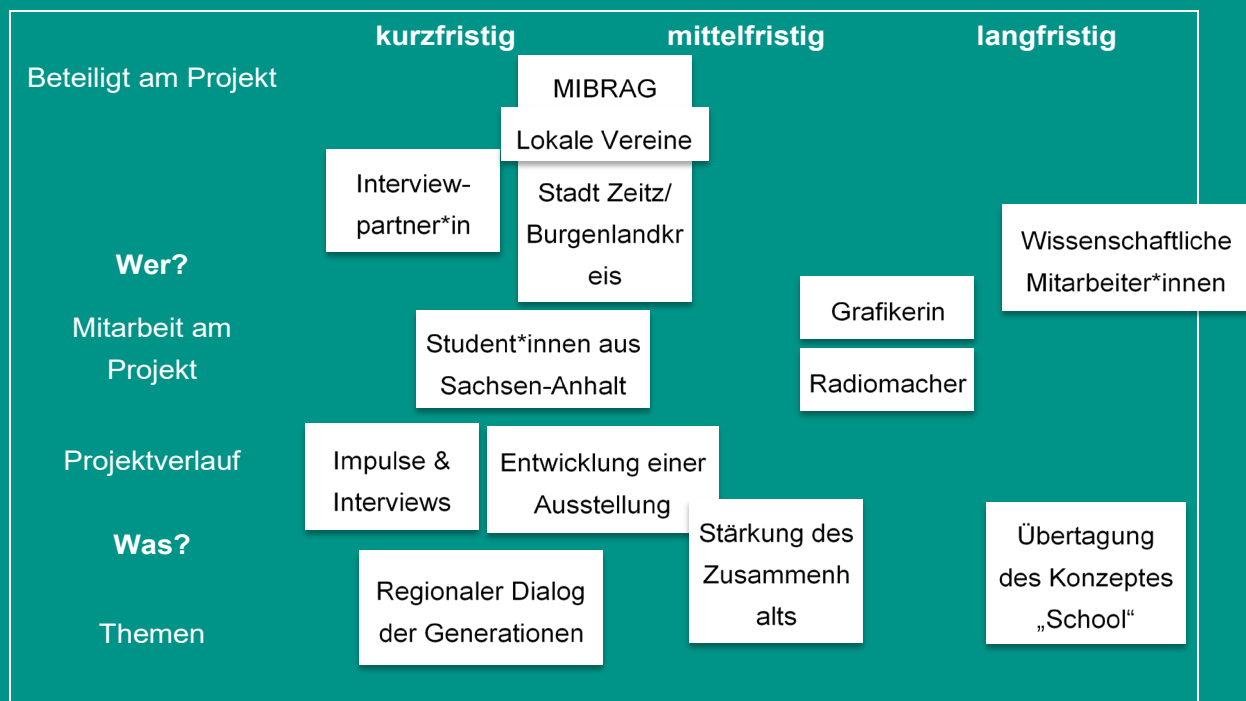 kurzfristig
mittelfristig
langfristig
Beteiligt am Projekt
MIBRAG
Lokale Vereine
Interview-
partner*in
Stadt Zeitz/
Burgenlandkr
eis
Wissenschaftliche
Mitarbeiter*innen
Wer?
Grafikerin
Mitarbeit am
Projekt
Student*innen aus
Sachsen-Anhalt
Radiomacher
Projektverlauf
Impulse &
Interviews
Entwicklung einer
Ausstellung
Stärkung des
Zusammenh
alts
Übertagung
des Konzeptes
„School“
Was?
Regionaler Dialog
der Generationen
Themen